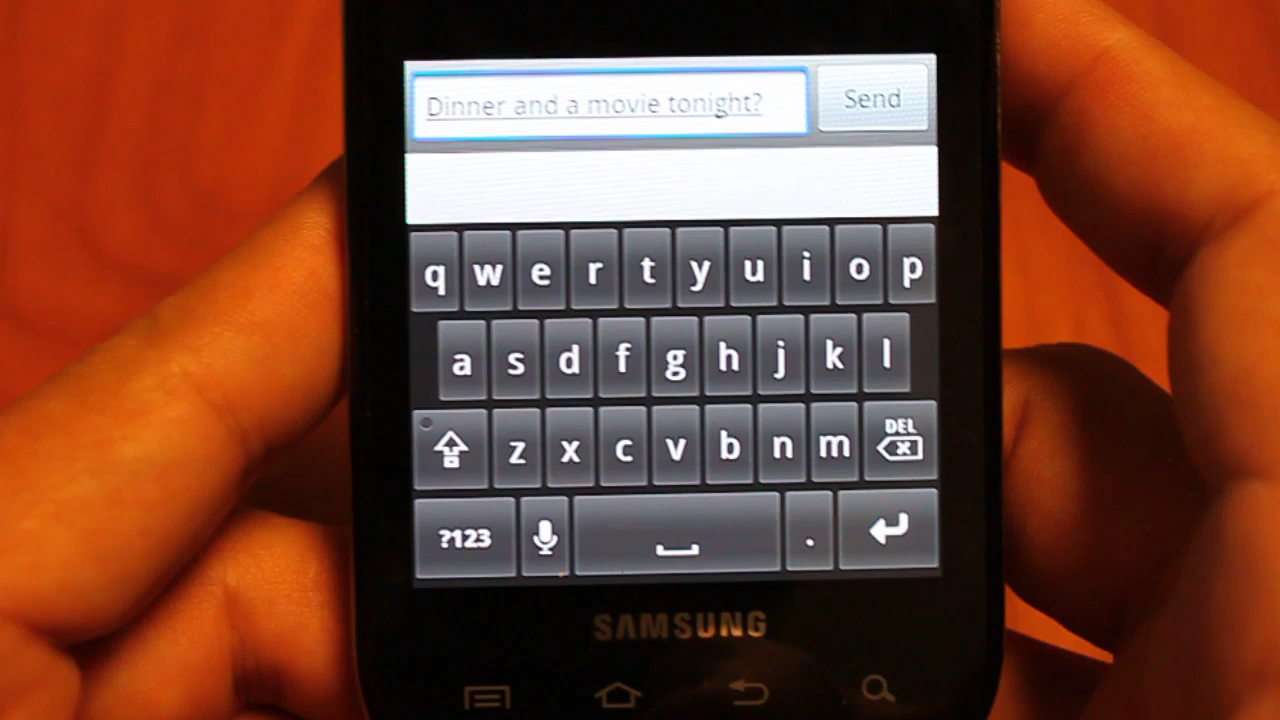 Dinner and a movie tonight?
Send
q w e r t y u i o p
a s d f g h j k l
z x c v b n m DEL
?123 .
SAMSUNG